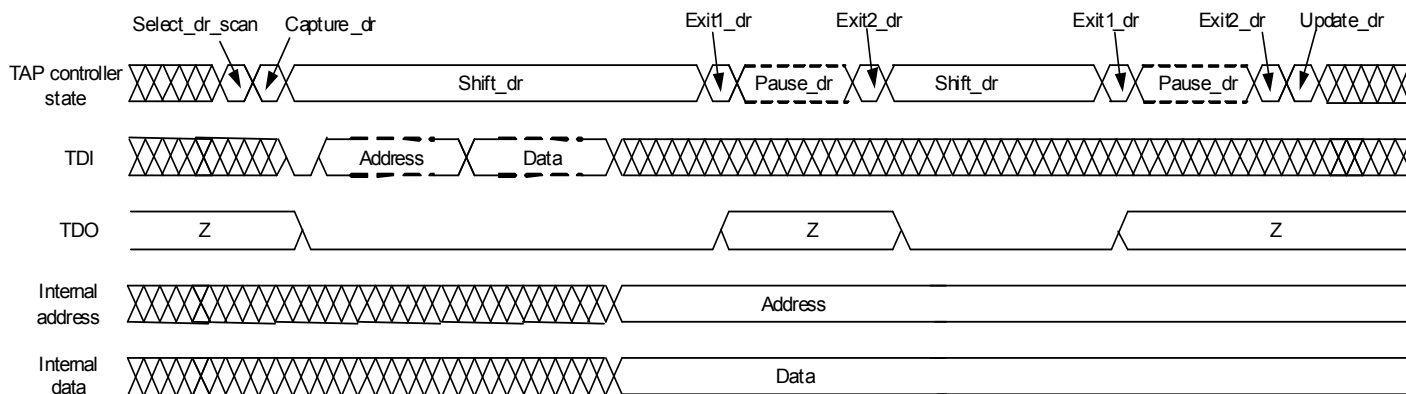 Select_dr_scan
Capture_dr
Exit1_dr
Exit2_dr
Exit1_dr
Exit2_dr
Update_dr
TAP controller
state
Shift_dr
Pause_dr
Shift_dr
Pause_dr
TDI
Address
Data
TDO
Z
Z
Z
Internal
address
Address
Internal
data
Data